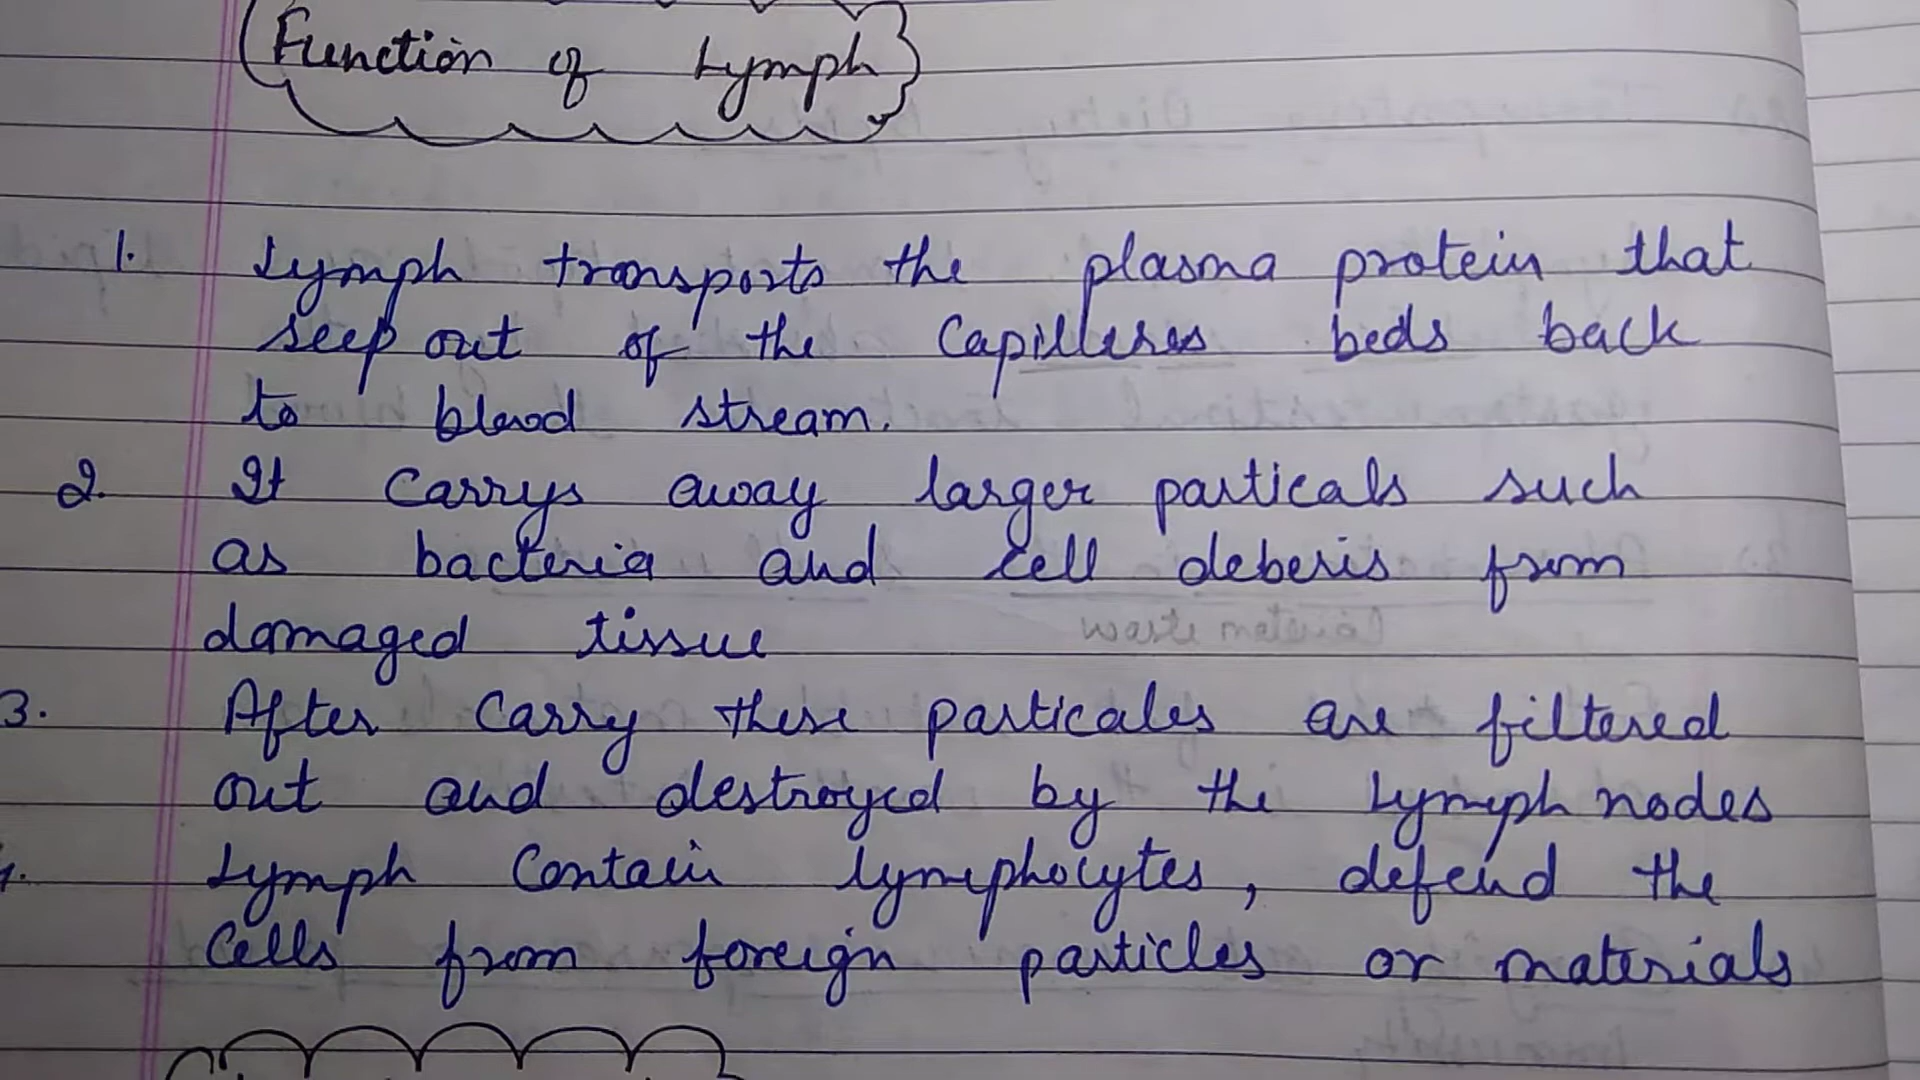 Function of Lymph
1. Lymph transports the plasma protein that
seep out of the Capilleres beds back
to blood stream.
2. It Carrys away larger particals such
as bacteria and cell deberis from
waste material
damaged tissue
3. After Carry these particales are filtered
out and destroyed by the Lymph nodes
4. Lymph Contain lymphocytes, defend the
Cells from foreign particles or materials